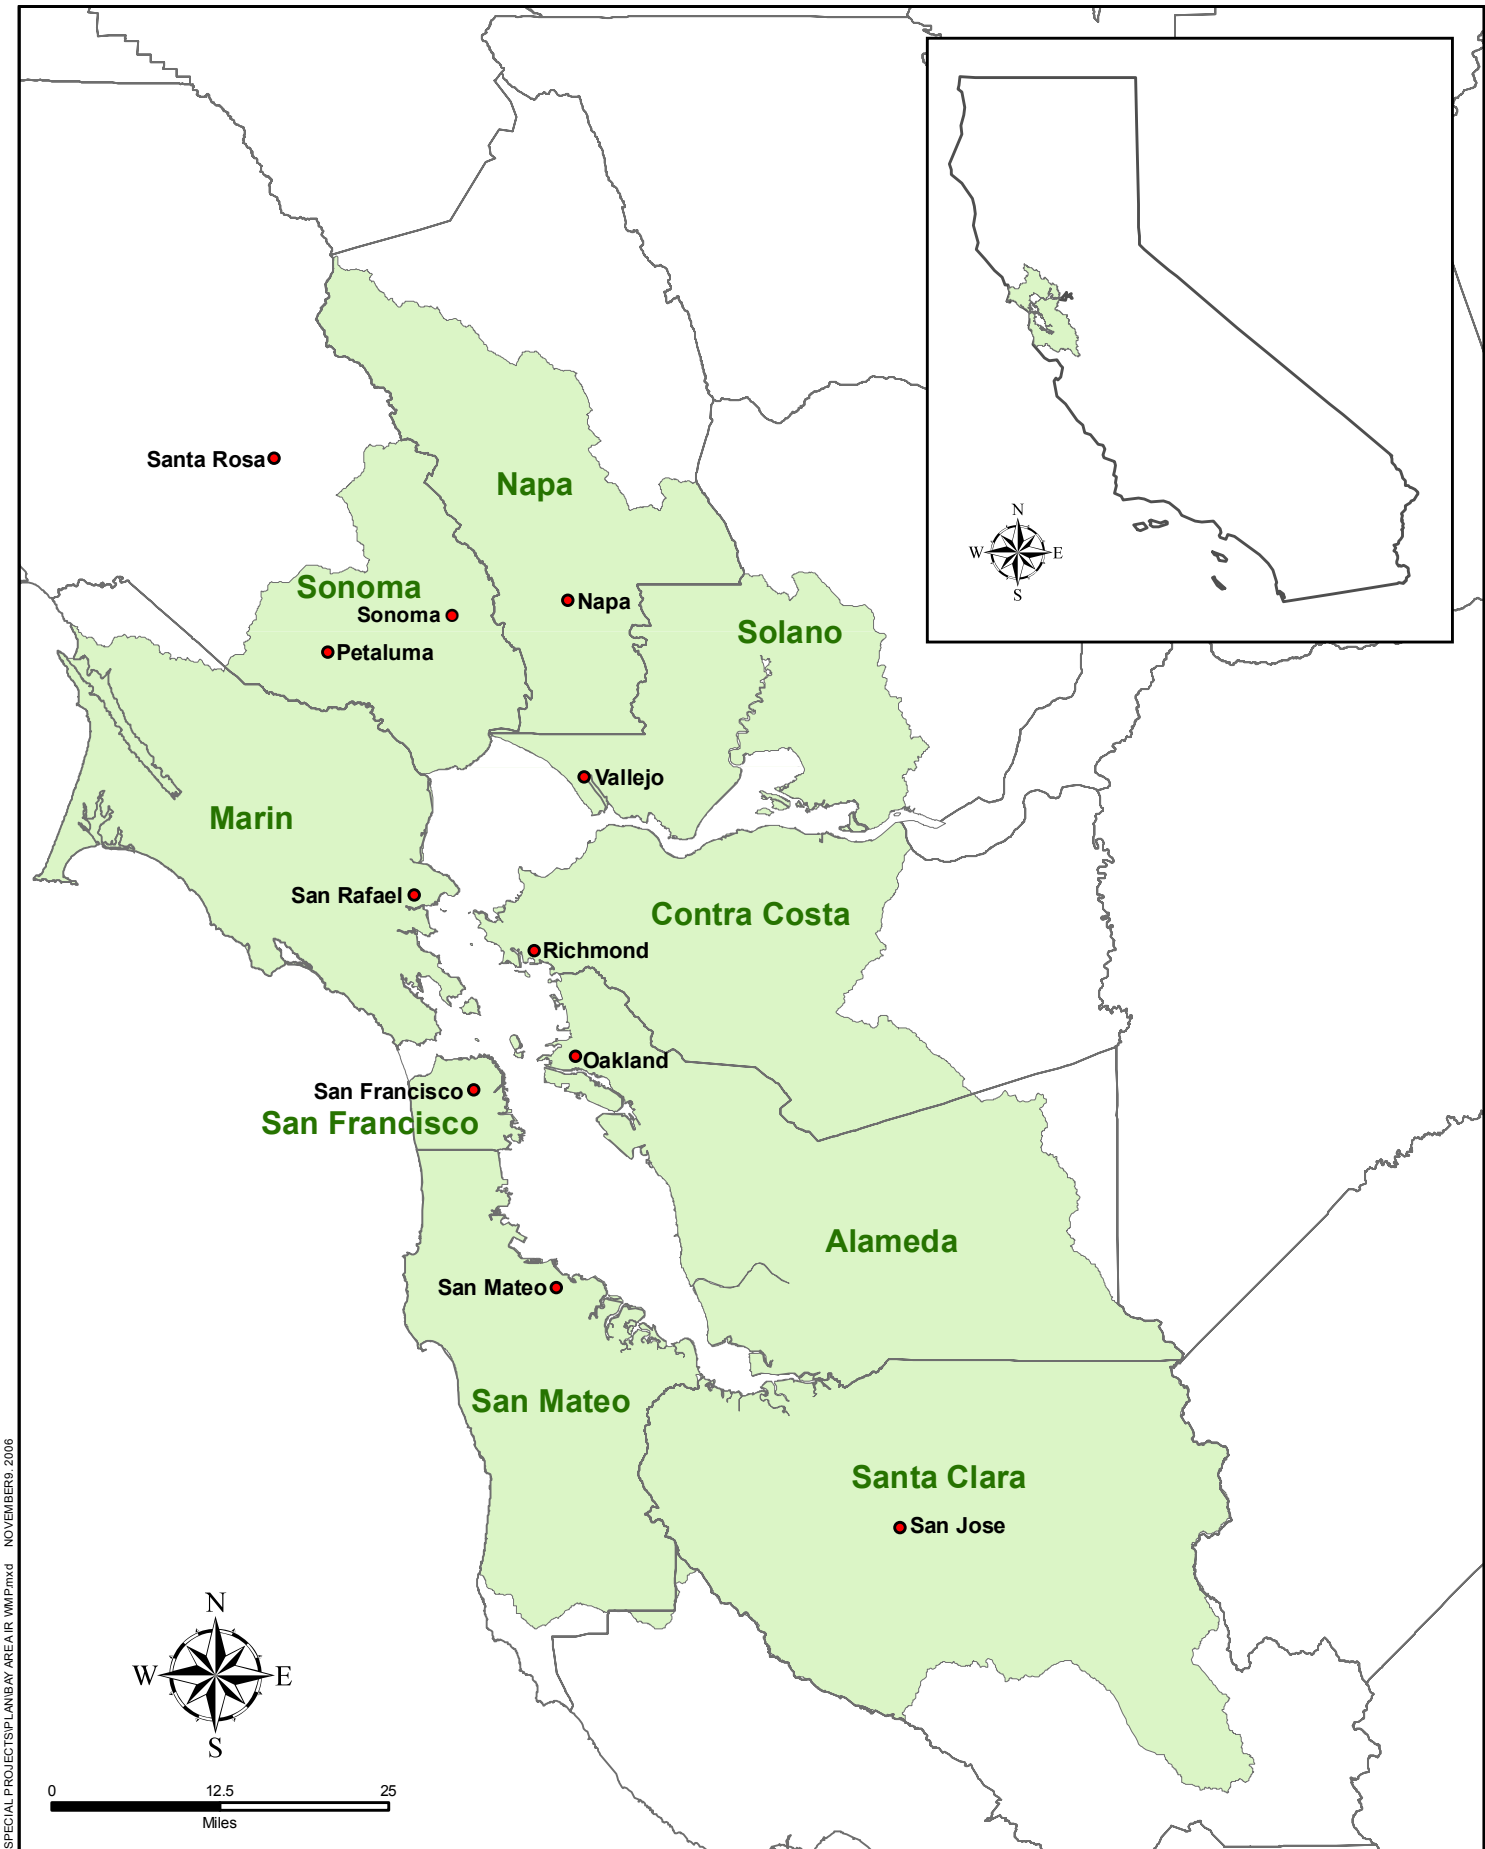 N
W
E
S
Santa Rosa
Napa
Sonoma
Napa
Sonoma
Solano
Petaluma
Vallejo
Marin
San Rafael
Contra Costa
Richmond
Oakland
San Francisco
San Francisco
Alameda
San Mateo
San Mateo
Santa Clara
San Jose
N
W
E
S
0
12.5
25
Miles
SPECIAL PROJECTS\PLAN\BAY AREA IR WMP.mxd NOVEMBER9, 2006